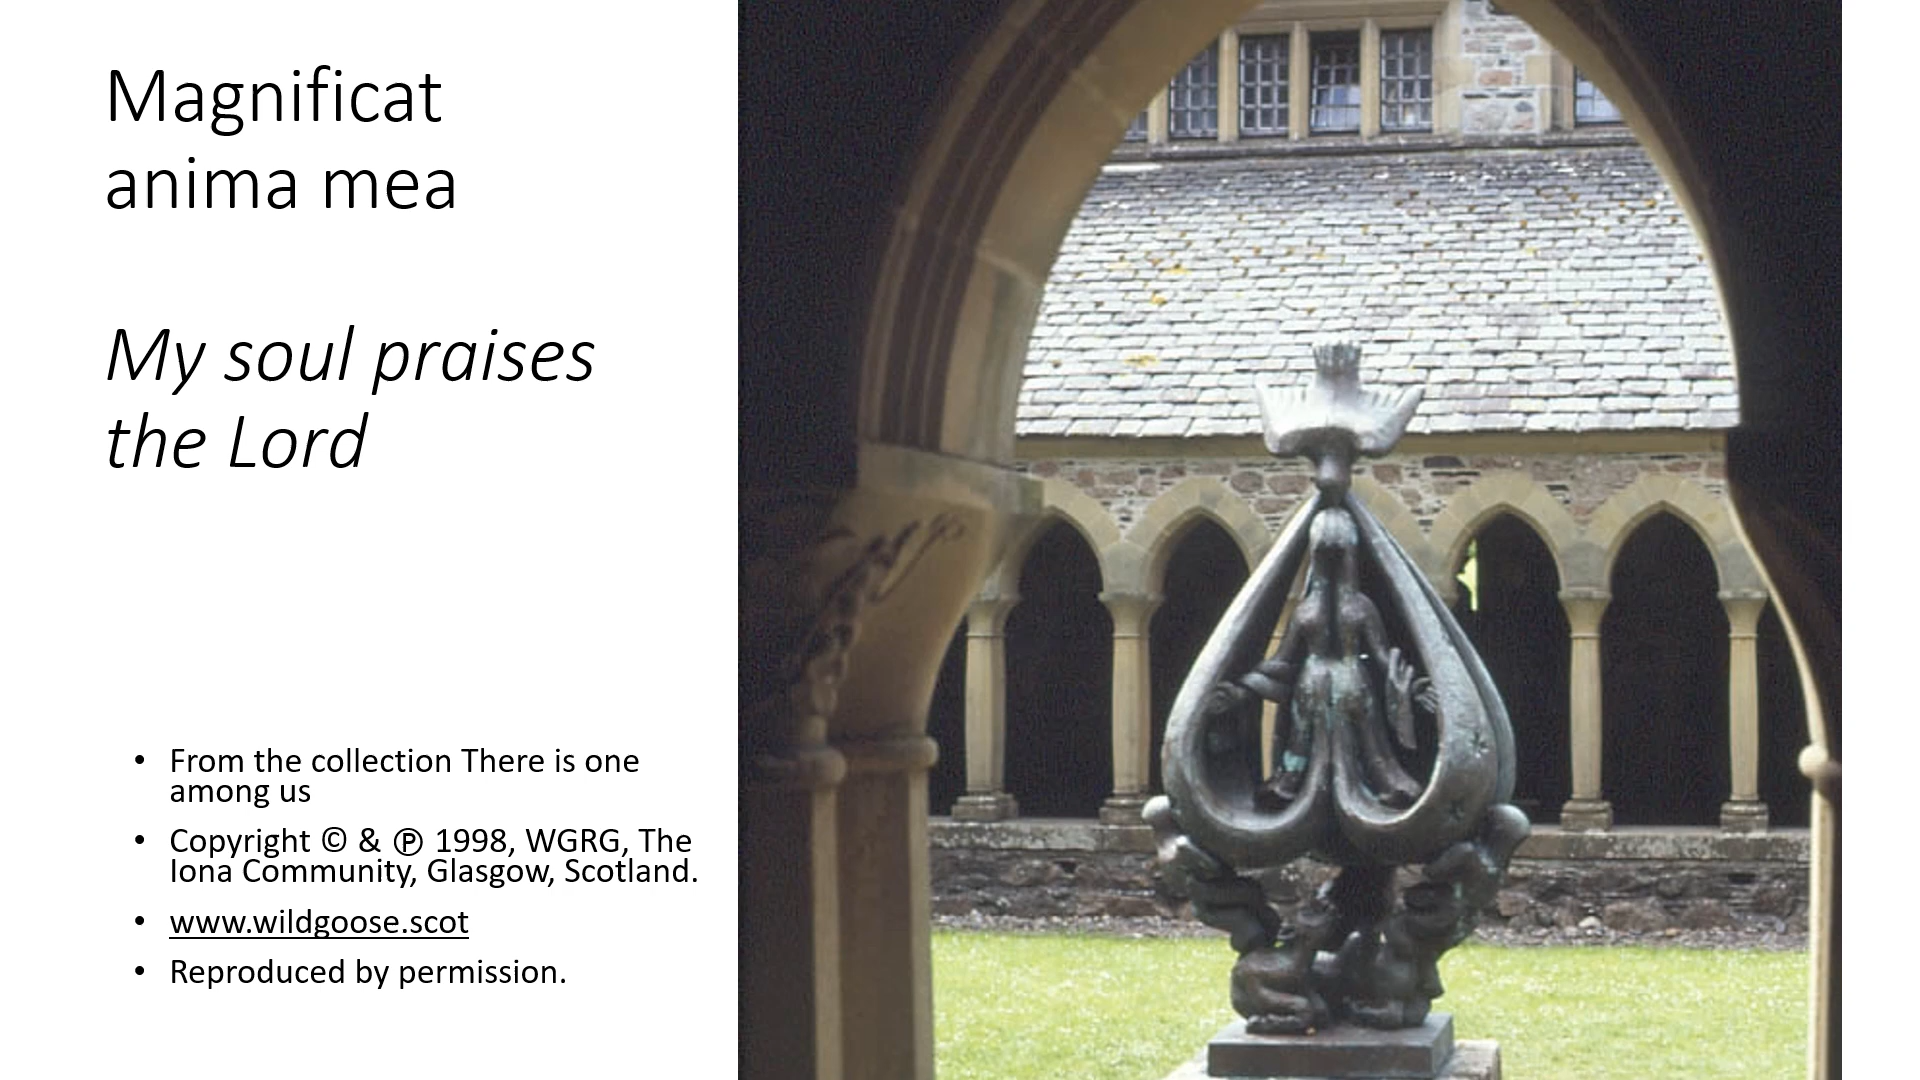 Magnificat
anima mea
My soul praises
the Lord
• From the collection There is one
among us
• Copyright © & ℗ 1998, WGRG, The
Iona Community, Glasgow, Scotland.
• www.wildgoose.scot
• Reproduced by permission.